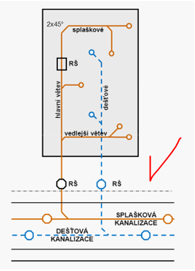 2x45°
splaškové
RŠ
hlavní větev
dešťové
vedlejší větev
RŠ
RŠ
SPLAŠKOVÁ
KANALIZACE
DEŠŤOVÁ
KANALIZACE